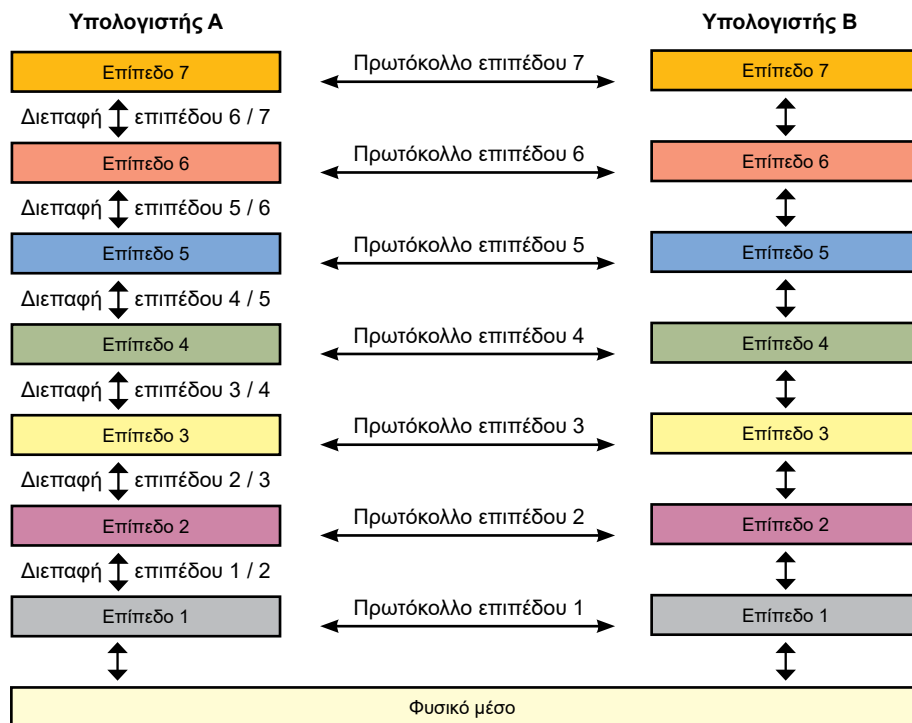 Υπολογιστής Α Υπολογιστής Β
Επίπεδο 7 Πρωτόκολλο επιπέδου 7 Επίπεδο 7
Διεπαφή επιπέδου 6 / 7
Επίπεδο 6 Πρωτόκολλο επιπέδου 6 Επίπεδο 6
Διεπαφή επιπέδου 5 / 6
Επίπεδο 5 Πρωτόκολλο επιπέδου 5 Επίπεδο 5
Διεπαφή επιπέδου 4 / 5
Επίπεδο 4 Πρωτόκολλο επιπέδου 4 Επίπεδο 4
Διεπαφή επιπέδου 3 / 4
Επίπεδο 3 Πρωτόκολλο επιπέδου 3 Επίπεδο 3
Διεπαφή επιπέδου 2 / 3
Επίπεδο 2 Πρωτόκολλο επιπέδου 2 Επίπεδο 2
Διεπαφή επιπέδου 1 / 2
Επίπεδο 1 Πρωτόκολλο επιπέδου 1 Επίπεδο 1
Φυσικό μέσο